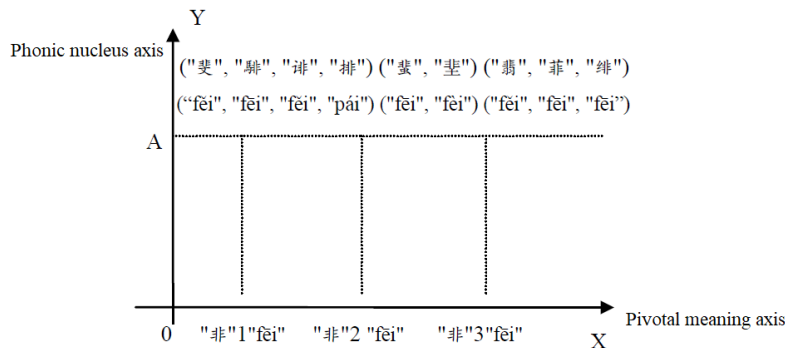 Y
Phonic nucleus axis
("斐", "騑", "诽", "排") ("蜚", "") ("翡", "菲", "绯")
(“fěi", "fēi", "fěi", "pái") ("fēi", "fèi") ("fěi", "fēi", "fēi”)
A
Pivotal meaning axis
0 "非"1"fēi" "非"2 "fēi" "非"3"fēi" X